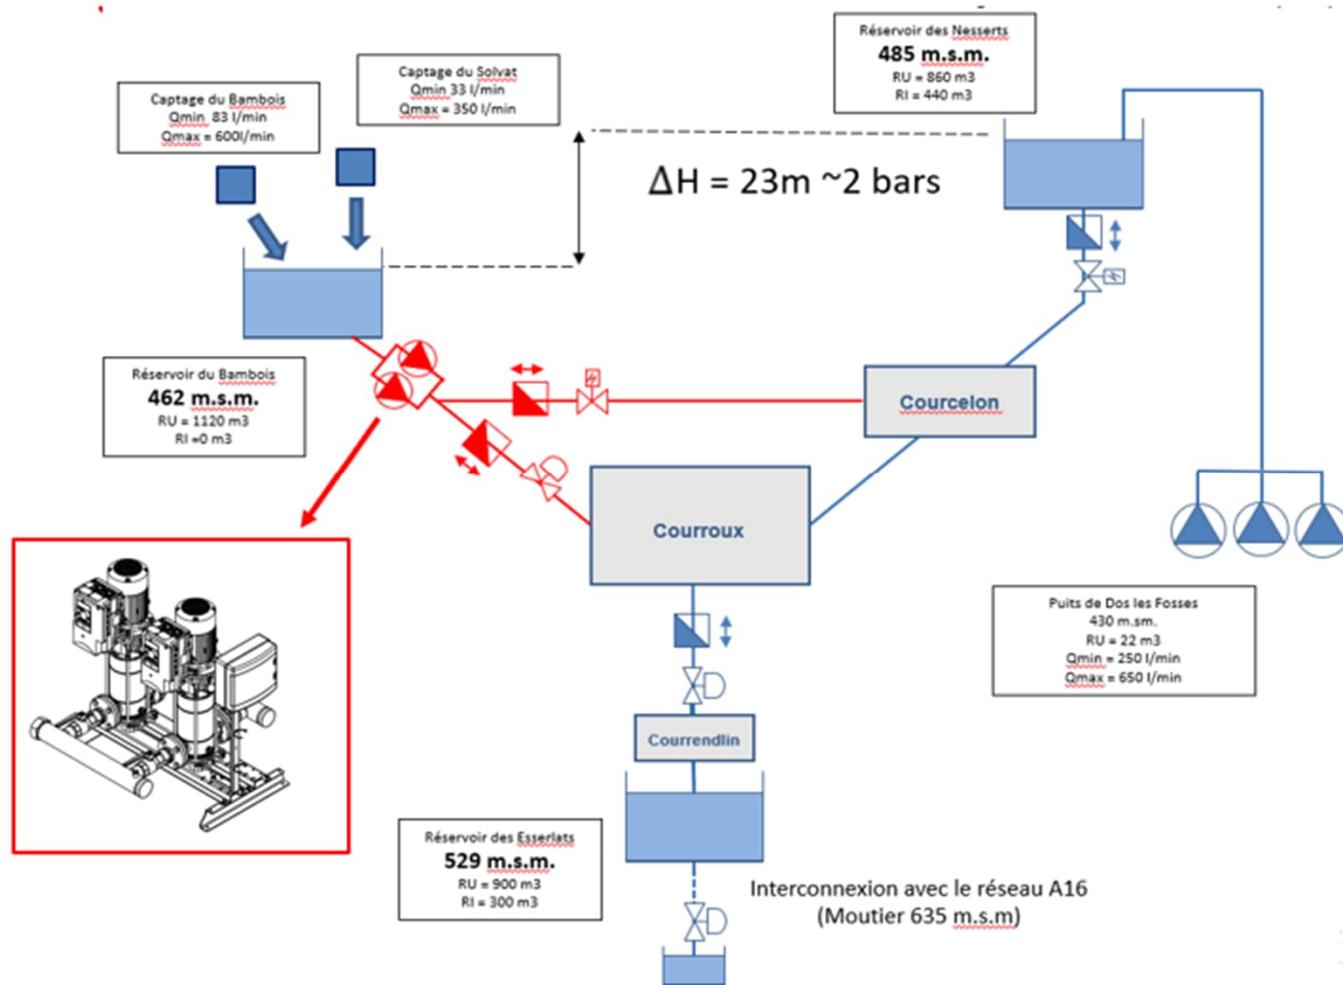 Réservoir des Nesserts
485 m.s.m.
RU = 860 m3
RI = 440 m3
Captage du Solvat
Qmin 33 l/min
Qmax = 350 l/min
Captage du Bambois
Qmin 83 l/min
Qmax = 600l/min
ΔH = 23m ~2 bars
Réservoir du Bambois
462 m.s.m.
RU = 1120 m3
RI =0 m3
Courcelon
Courroux
Puits de Dos les Fosses
430 m.sm.
RU = 22 m3
Qmin = 250 l/min
Qmax = 650 l/min
Courrendlin
Réservoir des Esserlats
529 m.s.m.
RU = 900 m3
RI = 300 m3
Interconnexion avec le réseau A16
(Moutier 635 m.s.m)